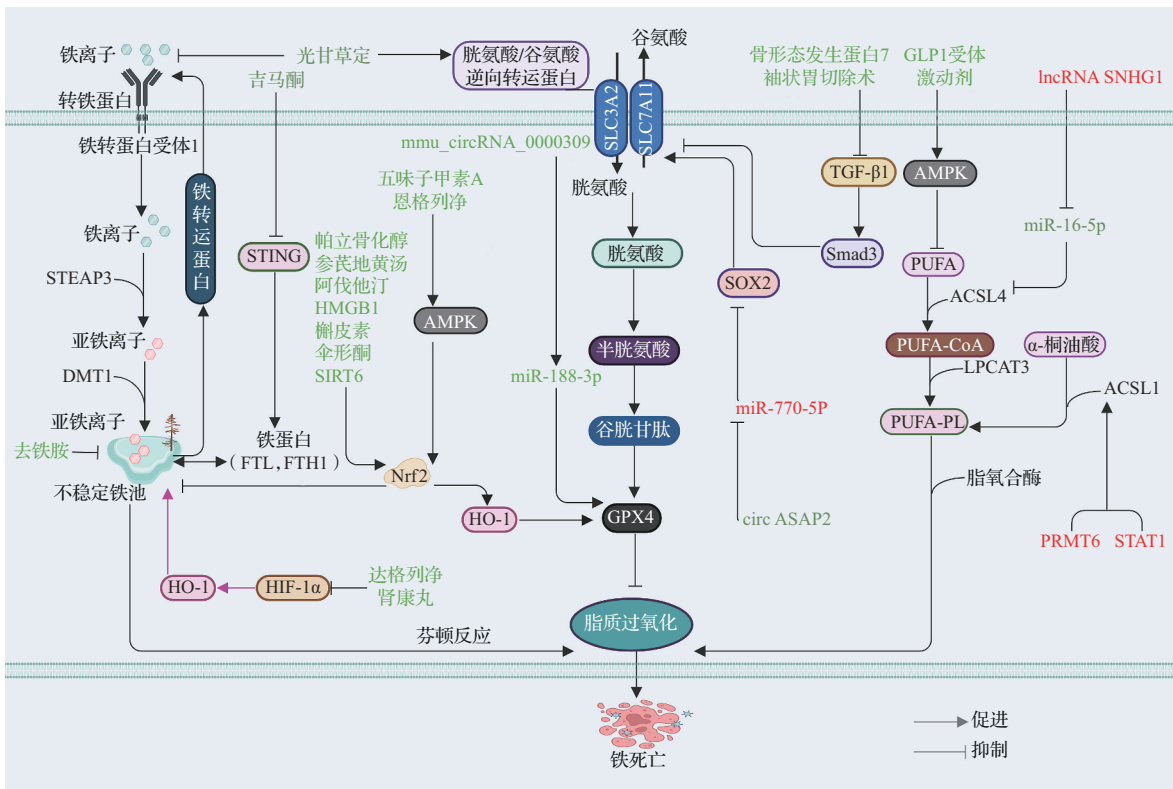 铁离子
光甘草定
吉马酮
胱氨酸/谷氨酸
逆向转运蛋白
谷氨酸
骨形态发生蛋白7
袖状胃切除术
GLP1受体
激动剂
lncRNA SNHG1
转铁蛋白
SLC3A2
SLC7A11
铁转蛋白受体1
mmu_circRNA_0000309
胱氨酸
TGF-β1
AMPK
五味子甲素A
恩格列净
铁转运蛋白
铁离子
STING
帕立骨化醇
参芪地黄汤
阿伐他汀
HMGB1
槲皮素
伞形酮
SIRT6
胱氨酸
Smad3
miR-16-5p
PUFA
STEAP3
SOX2
ACSL4
AMPK
亚铁离子
半胱氨酸
PUFA-CoA
α-桐油酸
miR-188-3p
LPCAT3
DMT1
miR-770-5P
ACSL1
亚铁离子
谷胱甘肽
PUFA-PL
去铁胺
铁蛋白
(FTL,FTH1)
Nrf2
不稳定铁池
脂氧合酶
HO-1
GPX4
circ ASAP2
PRMT6
STAT1
HO-1
HIF-1α
达格列净
肾康丸
脂质过氧化
芬顿反应
铁死亡
促进
抑制